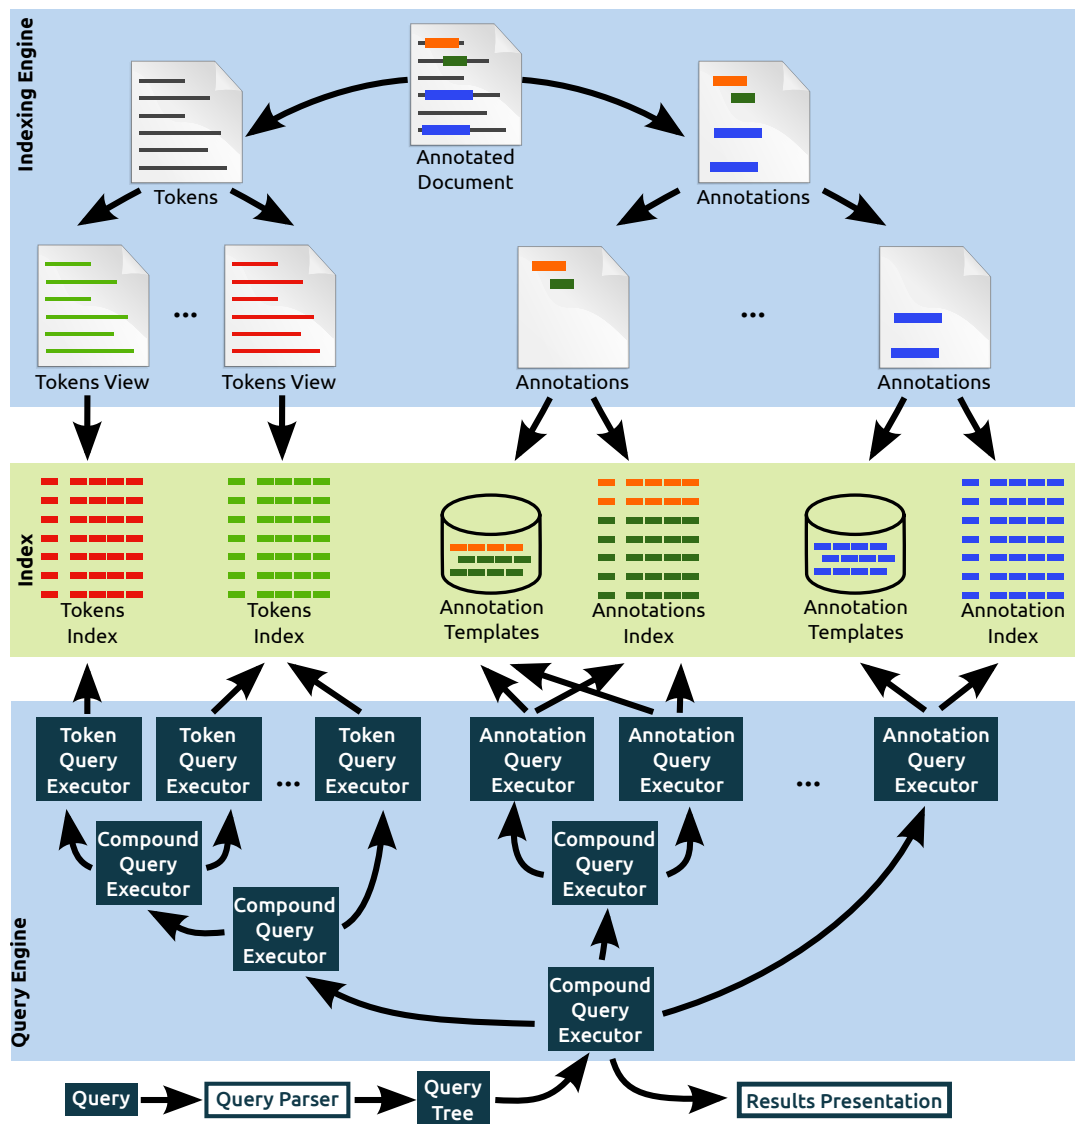 Indexing Engine
Annotated
Document
Tokens
Annotations
...
...
Tokens View
Tokens View
Annotations
Annotations
Index
Tokens
Index
Tokens
Index
Annotation
Templates
Annotations
Index
Annotation
Templates
Annotation
Index
Query Engine
Token
Query
Executor
Token
Query
Executor
...
Token
Query
Executor
Annotation
Query
Executor
Annotation
Query
Executor
...
Annotation
Query
Executor
Compound
Query
Executor
Compound
Query
Executor
Compound
Query
Executor
Compound
Query
Executor
Query
Query Parser
Query
Tree
Results Presentation